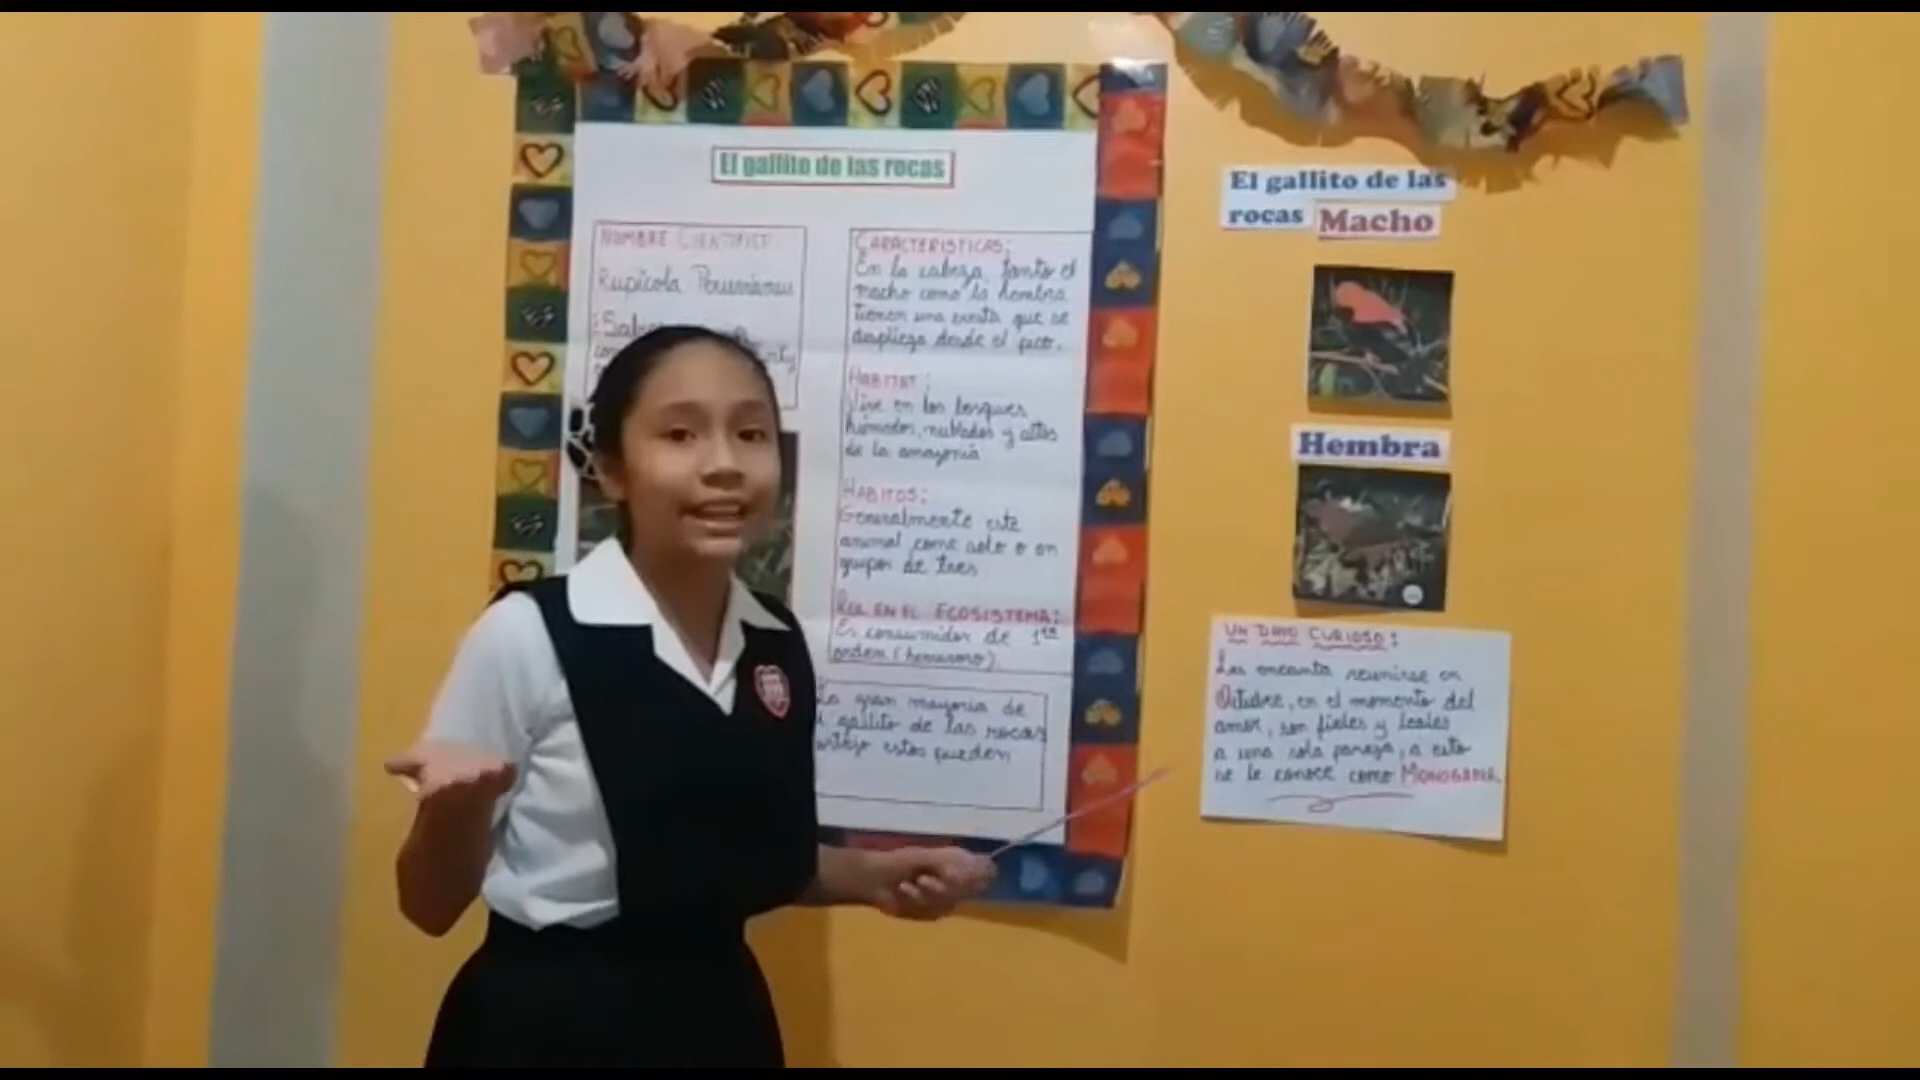 El gallito de las rocas
NOMBRE CIENTIFICO
Rupícola Peruvianus
CARACTERISTICAS:
En la cabeza, tanto el
macho como la hembra
tienen una cresta que se
despliega desde el pico.
HABITAT:
Vive en los bosques
húmedos, nublados y altos
de la amazonía
HABITOS:
Generalmente este
animal come solo o en
grupos de tres
ROL EN EL ECOSISTEMA:
Es consumidor de 1er
orden
La gran mayoria de
gallito de las rocas
estos pueden
El gallito de las
rocas Macho
Hembra
UN DATO CURIOSO:
Les encanta reunirse en
Octubre, en el momento del
amor, son fieles y leales
a una sola pareja, a esto
se le conoce como MONOGAMIA.